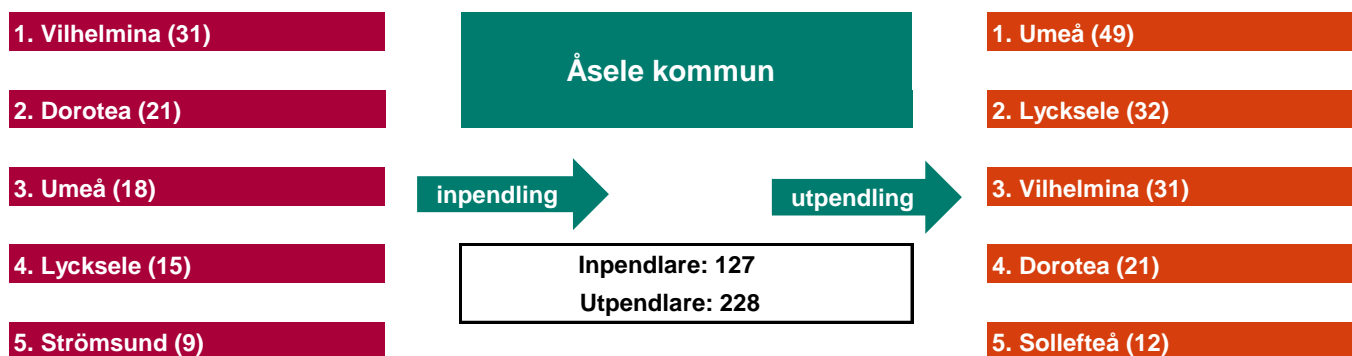 1. Vilhelmina (31)
2. Dorotea (21)
3. Umeå (18)
4. Lycksele (15)
5. Strömsund (9)
Åsele kommun
inpendling
utpendling
Inpendlare: 127
Utpendlare: 228
1. Umeå (49)
2. Lycksele (32)
3. Vilhelmina (31)
4. Dorotea (21)
5. Sollefteå (12)